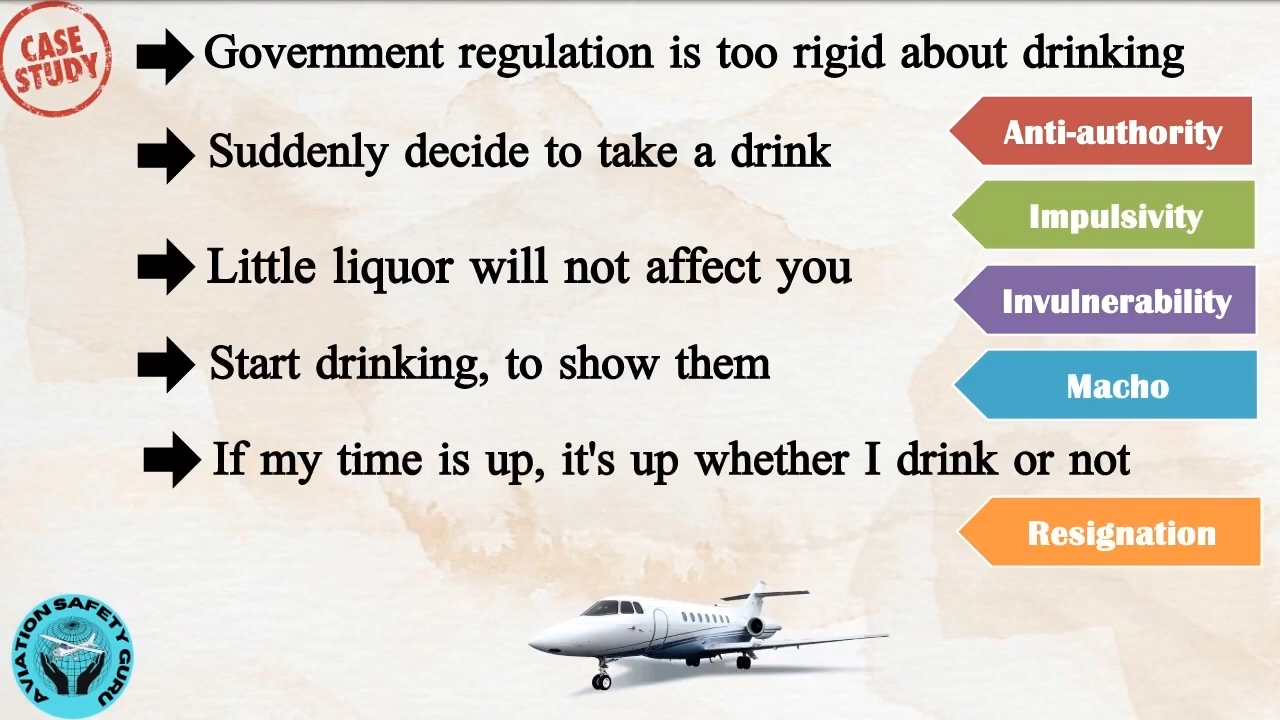 CASE
STUDY
Government regulation is too rigid about drinking
Anti-authority
Suddenly decide to take a drink
Impulsivity
Little liquor will not affect you
Invulnerability
Start drinking, to show them
Macho
If my time is up, it's up whether I drink or not
Resignation
AVIATION SAFETY GURU